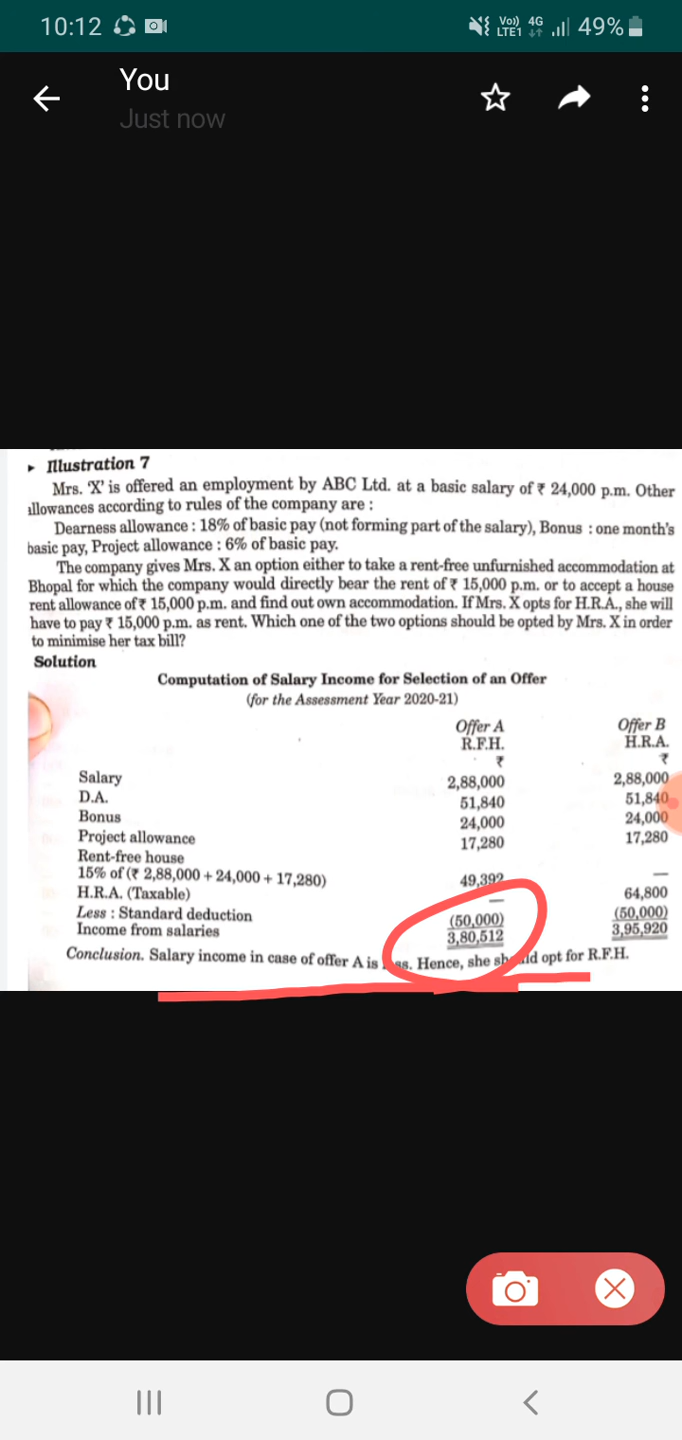 10:12 Vo)) 4G LTE1 49%
You
Just now
▸ Illustration 7
Mrs. 'X' is offered an employment by ABC Ltd. at a basic salary of ₹ 24,000 p.m. Other
allowances according to rules of the company are :
Dearness allowance : 18% of basic pay (not forming part of the salary), Bonus : one month's
basic pay, Project allowance : 6% of basic pay.
The company gives Mrs. X an option either to take a rent-free unfurnished accommodation at
Bhopal for which the company would directly bear the rent of ₹ 15,000 p.m. or to accept a house
rent allowance of ₹ 15,000 p.m. and find out own accommodation. If Mrs. X opts for H.R.A., she will
have to pay ₹ 15,000 p.m. as rent. Which one of the two options should be opted by Mrs. X in order
to minimise her tax bill?
Solution
Computation of Salary Income for Selection of an Offer
(for the Assessment Year 2020-21)
Offer A Offer B
R.F.H. H.R.A.
₹ ₹
Salary 2,88,000 2,88,000
D.A. 51,840 51,840
Bonus 24,000 24,000
Project allowance 17,280 17,280
Rent-free house
15% of (₹ 2,88,000 + 24,000 + 17,280) 49,392 —
H.R.A. (Taxable) — 64,800
Less : Standard deduction (50,000) (50,000)
Income from salaries 3,80,512 3,95,920
Conclusion. Salary income in case of offer A is Hence, she should opt for R.F.H.